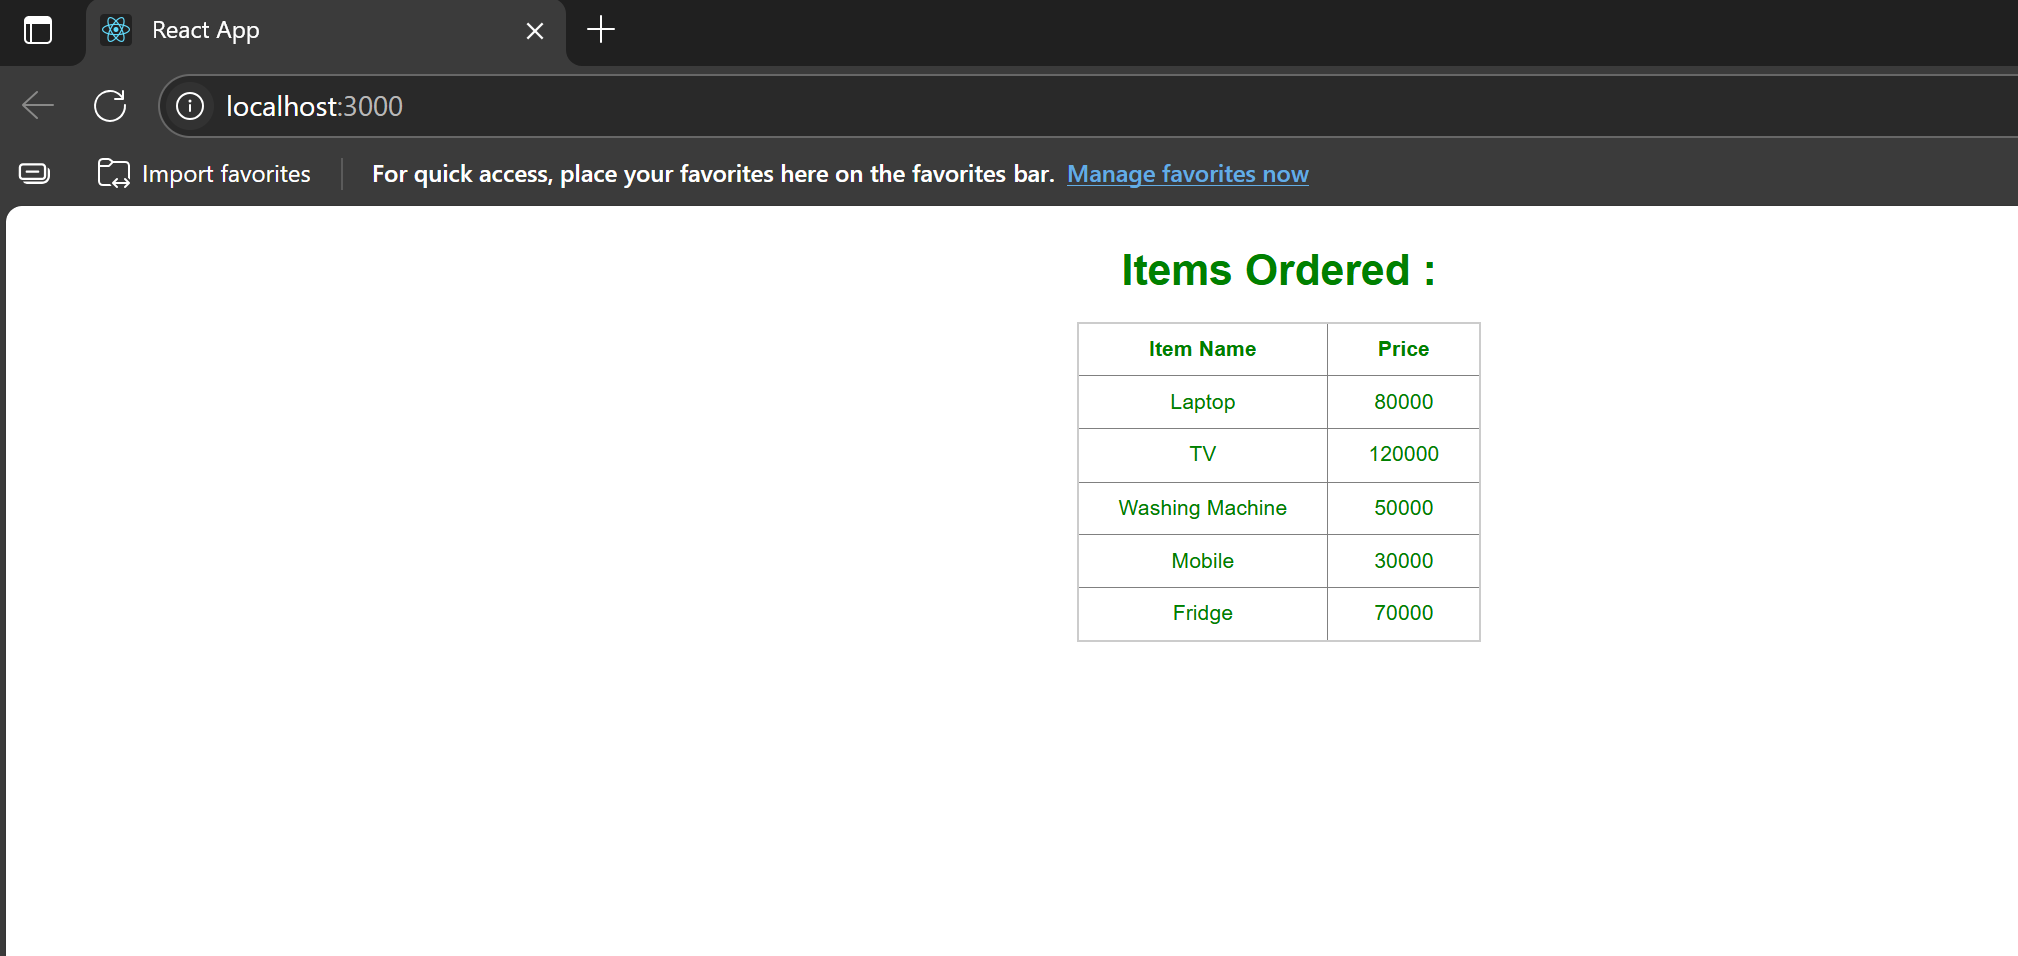 React App
localhost:3000
Import favorites For quick access, place your favorites here on the favorites bar. Manage favorites now
Items Ordered :
Item Name Price
Laptop 80000
TV 120000
Washing Machine 50000
Mobile 30000
Fridge 70000